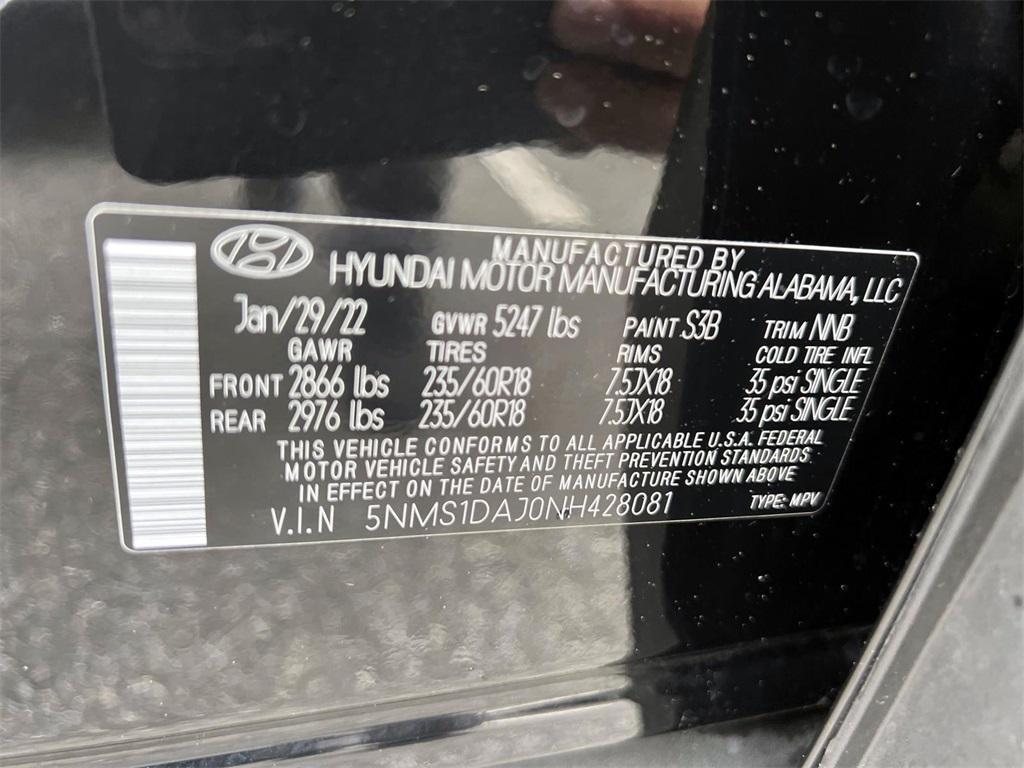 MANUFACTURED BY
HYUNDAI MOTOR MANUFACTURING ALABAMA, LLC
Jan/29/22 GVWR 5247 lbs PAINT S3B TRIM NNB
GAWR TIRES RIMS COLD TIRE INFL
FRONT 2866 lbs 235/60R18 7.5JX18 35 psi SINGLE
REAR 2976 lbs 235/60R18 7.5JX18 35 psi SINGLE
THIS VEHICLE CONFORMS TO ALL APPLICABLE U.S.A. FEDERAL
MOTOR VEHICLE SAFETY AND THEFT PREVENTION STANDARDS
IN EFFECT ON THE DATE OF MANUFACTURE SHOWN ABOVE
V.I.N 5NMS1DAJ0NH428081 TYPE: MPV